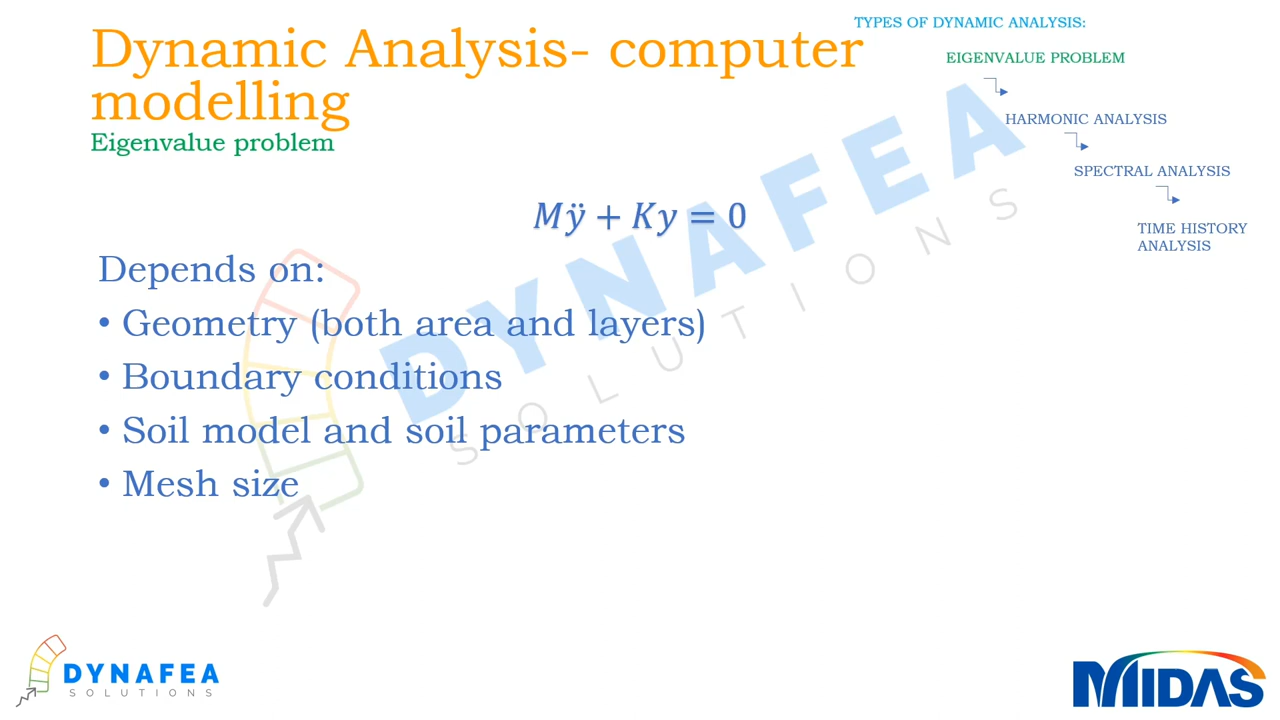 Dynamic Analysis- computer
modelling
Eigenvalue problem
TYPES OF DYNAMIC ANALYSIS:
EIGENVALUE PROBLEM
HARMONIC ANALYSIS
SPECTRAL ANALYSIS
TIME HISTORY
ANALYSIS
Mÿ + Ky = 0
Depends on:
• Geometry (both area and layers)
• Boundary conditions
• Soil model and soil parameters
• Mesh size
DYNAFEA
SOLUTIONS
DYNAFEA
SOLUTIONS
MIDAS